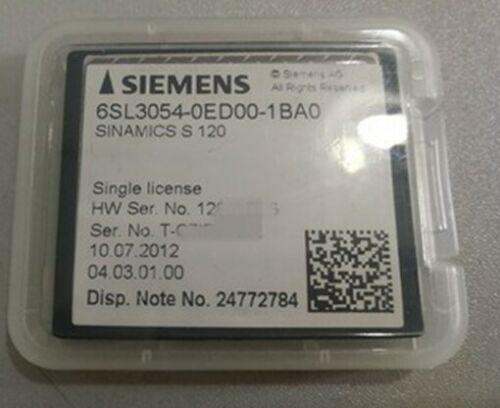 SIEMENS
© Siemens AG
All Rights Reserved
6SL3054-0ED00-1BA0
SINAMICS S 120
Single license
HW Ser. No.
Ser. No.
10.07.2012
04.03.01.00
Disp. Note No. 24772784